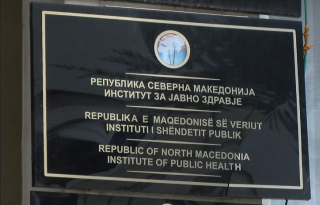 РЕПУБЛИКА СЕВЕРНА МАКЕДОНИЈА
ИНСТИТУТ ЗА ЈАВНО ЗДРАВЈЕ
REPUBLIKA E MAQEDONISË SË VERIUT
INSTITUTI I SHËNDETIT PUBLIK
REPUBLIC OF NORTH MACEDONIA
INSTITUTE OF PUBLIC HEALTH